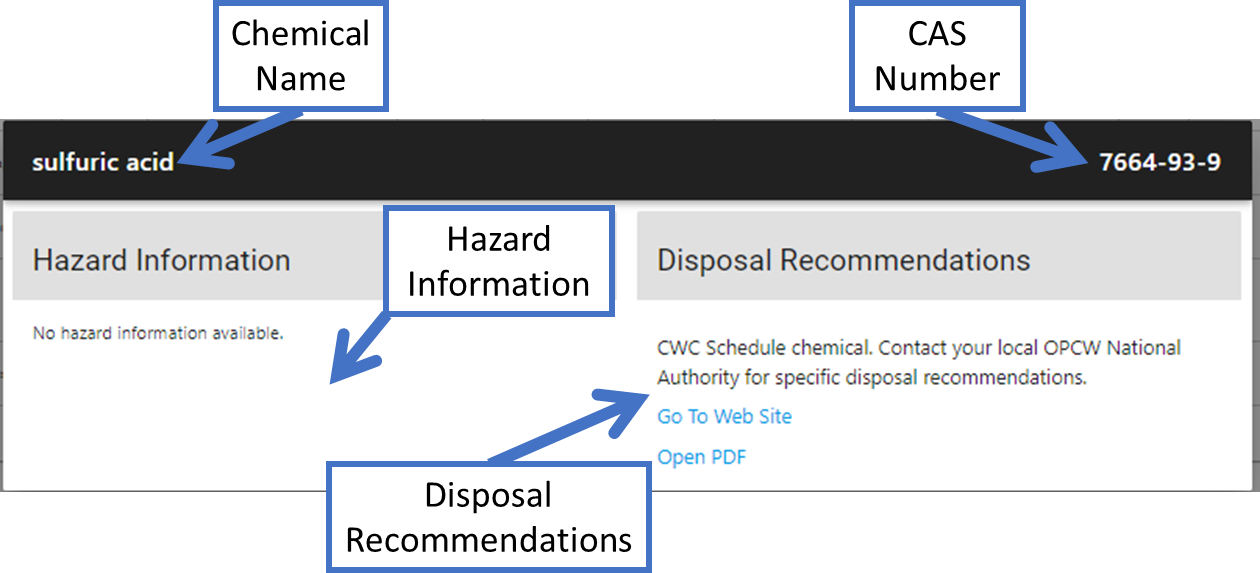 Chemical
Name
CAS
Number
sulfuric acid
7664-93-9
Hazard Information
Hazard
Information
Disposal Recommendations
No hazard information available.
CWC Schedule chemical. Contact your local OPCW National
Authority for specific disposal recommendations.
Go To Web Site
Open PDF
Disposal
Recommendations